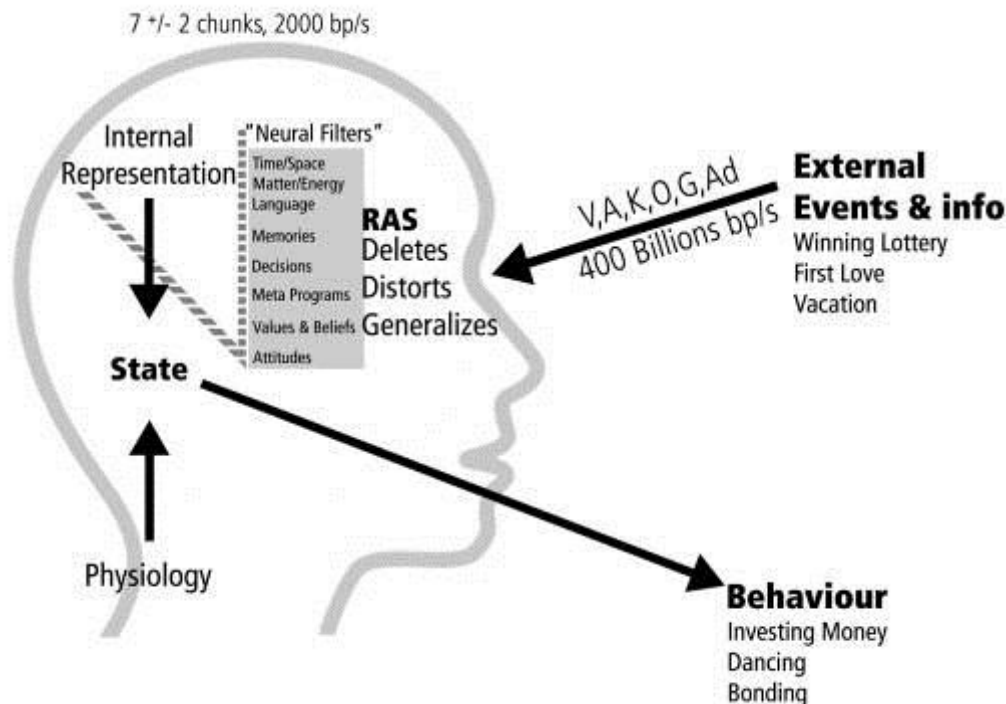 7 +/- 2 chunks, 2000 bp/s
Internal
Representation
"Neural Filters"
Time/Space
Matter/Energy
Language
Memories
Decisions
Meta Programs
Values & Beliefs
Attitudes
RAS
Deletes
Distorts
Generalizes
V,A,K,O,G,Ad
400 Billions bp/s
External
Events & info
Winning Lottery
First Love
Vacation
State
Physiology
Behaviour
Investing Money
Dancing
Bonding